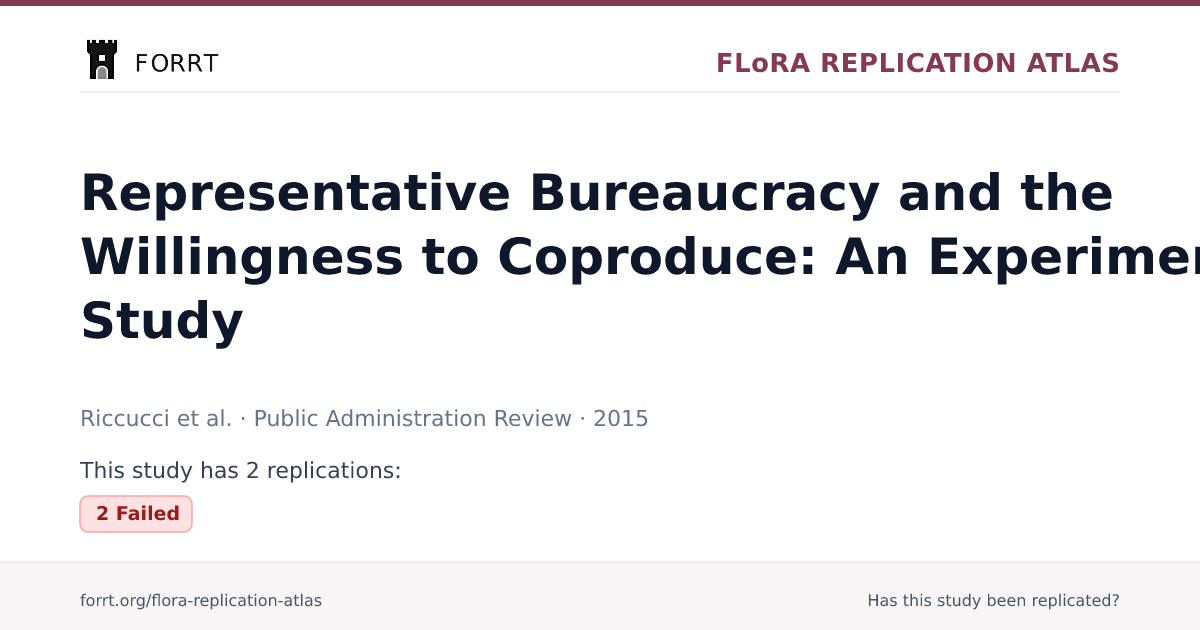 FORRT
FLoRA REPLICATION ATLAS
Representative Bureaucracy and the
Willingness to Coproduce: An Experimen
Study
Riccucci et al. · Public Administration Review · 2015
This study has 2 replications:
2 Failed
forrt.org/flora-replication-atlas
Has this study been replicated?